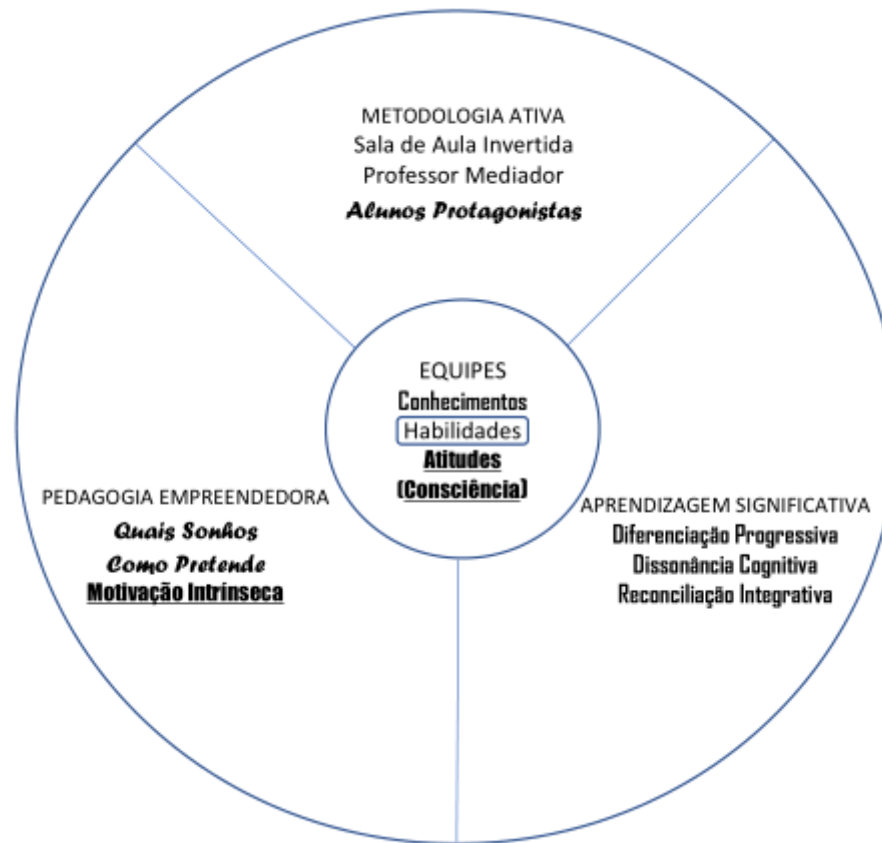 METODOLOGIA ATIVA
Sala de Aula Invertida
Professor Mediador
Alunos Protagonistas
EQUIPES
Conhecimentos
Habilidades
Atitudes
(Consciência)
PEDAGOGIA EMPREENDEDORA
Quais Sonhos
Como Pretende
Motivação Intrínseca
APRENDIZAGEM SIGNIFICATIVA
Diferenciação Progressiva
Dissonância Cognitiva
Reconciliação Integrativa